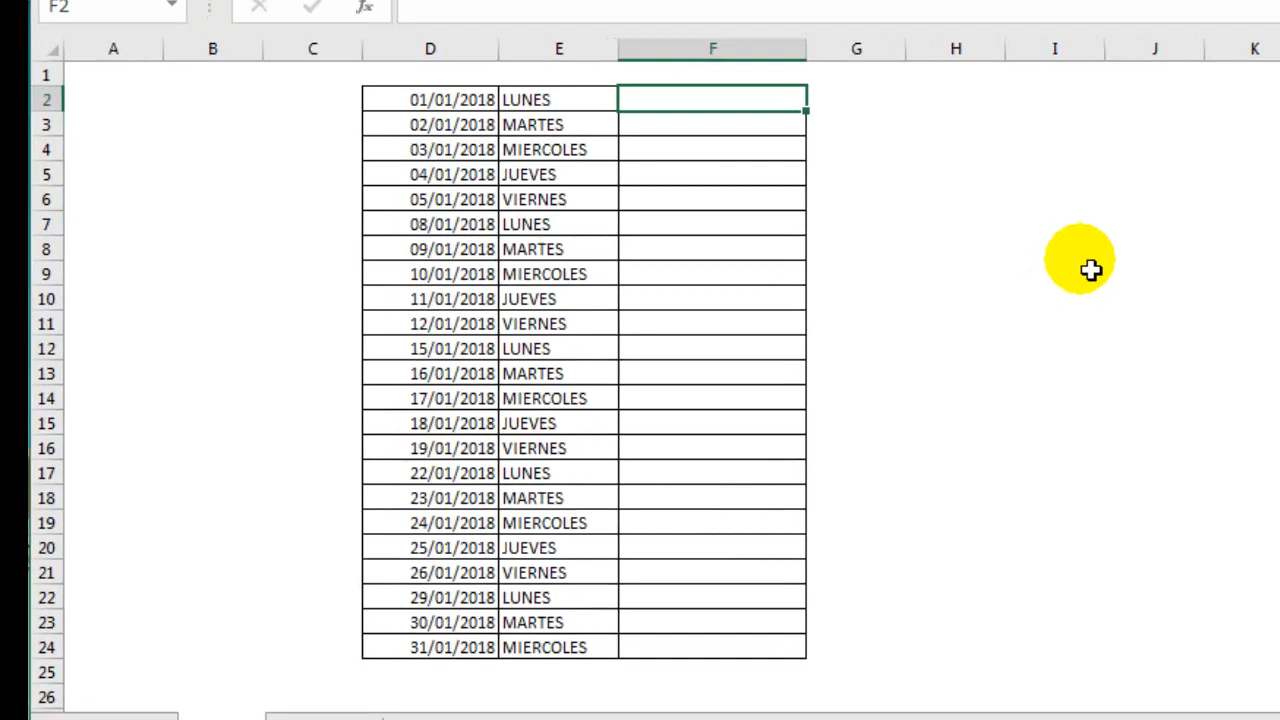 F2 fx
A B C D E F G H I J K
1
2 01/01/2018 LUNES
3 02/01/2018 MARTES
4 03/01/2018 MIERCOLES
5 04/01/2018 JUEVES
6 05/01/2018 VIERNES
7 08/01/2018 LUNES
8 09/01/2018 MARTES
9 10/01/2018 MIERCOLES
10 11/01/2018 JUEVES
11 12/01/2018 VIERNES
12 15/01/2018 LUNES
13 16/01/2018 MARTES
14 17/01/2018 MIERCOLES
15 18/01/2018 JUEVES
16 19/01/2018 VIERNES
17 22/01/2018 LUNES
18 23/01/2018 MARTES
19 24/01/2018 MIERCOLES
20 25/01/2018 JUEVES
21 26/01/2018 VIERNES
22 29/01/2018 LUNES
23 30/01/2018 MARTES
24 31/01/2018 MIERCOLES
25
26